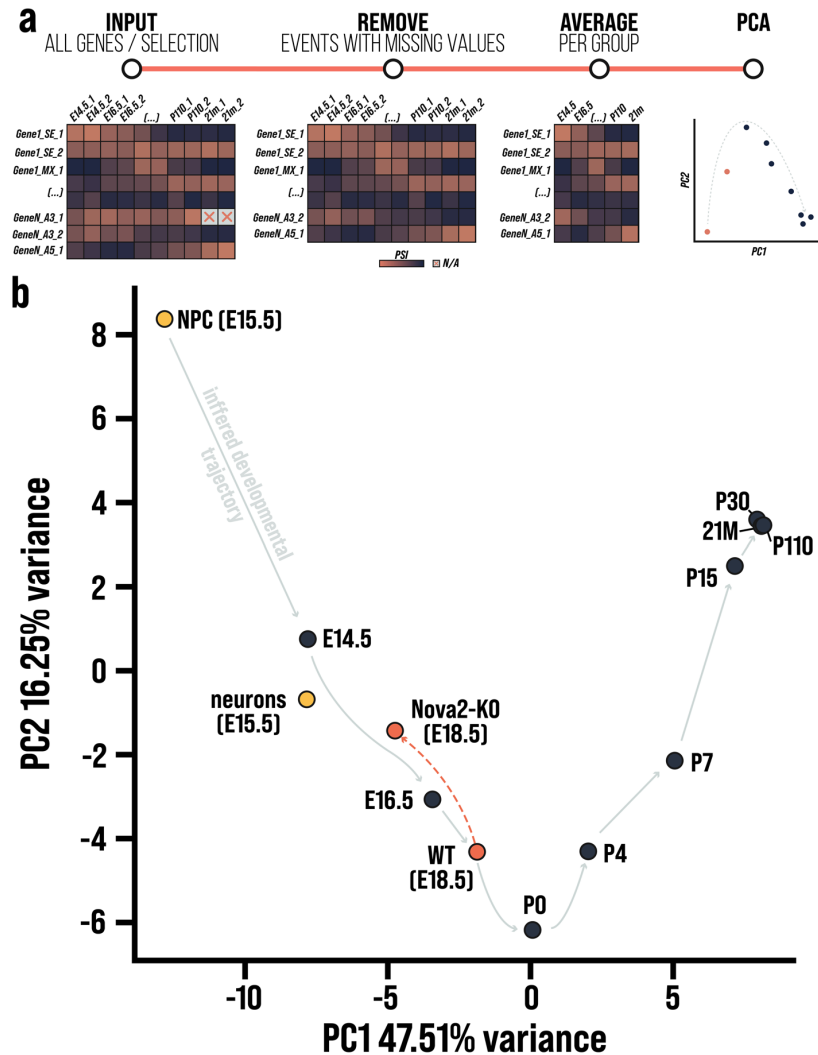 a
INPUT
ALL GENES / SELECTION
REMOVE
EVENTS WITH MISSING VALUES
AVERAGE
PER GROUP
PCA
E14.5_1
E14.5_2
E16.5_1
E16.5_2
(...)
P110_1
P110_2
21m_1
21m_2
Gene1_SE_1
Gene1_SE_2
Gene1_MX_1
(...)
GeneN_A3_1
GeneN_A3_2
GeneN_A5_1
E14.5_1
E14.5_2
E16.5_1
E16.5_2
(...)
P110_1
P110_2
21m_1
21m_2
Gene1_SE_1
Gene1_SE_2
Gene1_MX_1
(...)
GeneN_A3_2
GeneN_A5_1
PSI
N/A
E14.5
E16.5
(...)
P110
21m
Gene1_SE_1
Gene1_SE_2
Gene1_MX_1
(...)
GeneN_A3_2
GeneN_A5_1
PC2
PC1
b
NPC (E15.5)
inffered developmental
trajectory
E14.5
neurons
(E15.5)
Nova2-KO
(E18.5)
E16.5
WT
(E18.5)
P0
P4
P7
P15
P30
21M
P110
8
6
4
2
0
-2
-4
-6
PC2 16.25% variance
-10
-5
0
5
PC1 47.51% variance